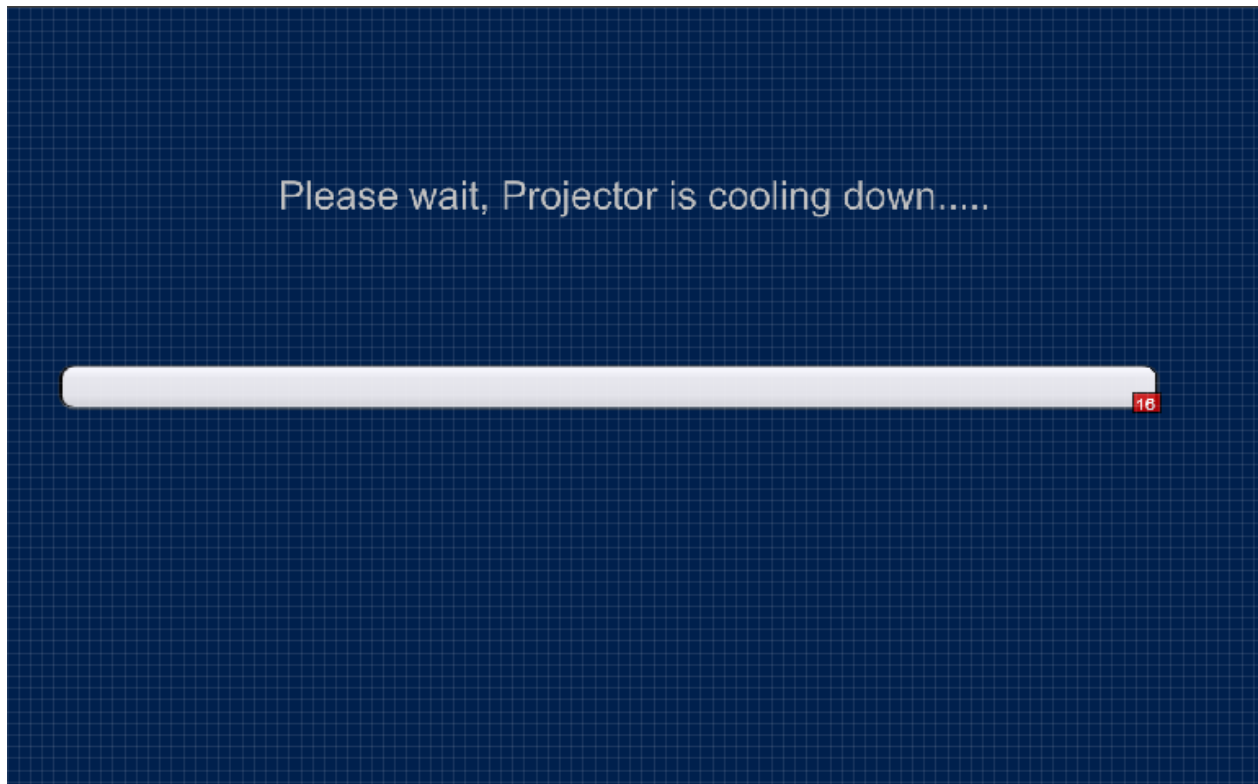 Please wait, Projector is cooling down.....
16